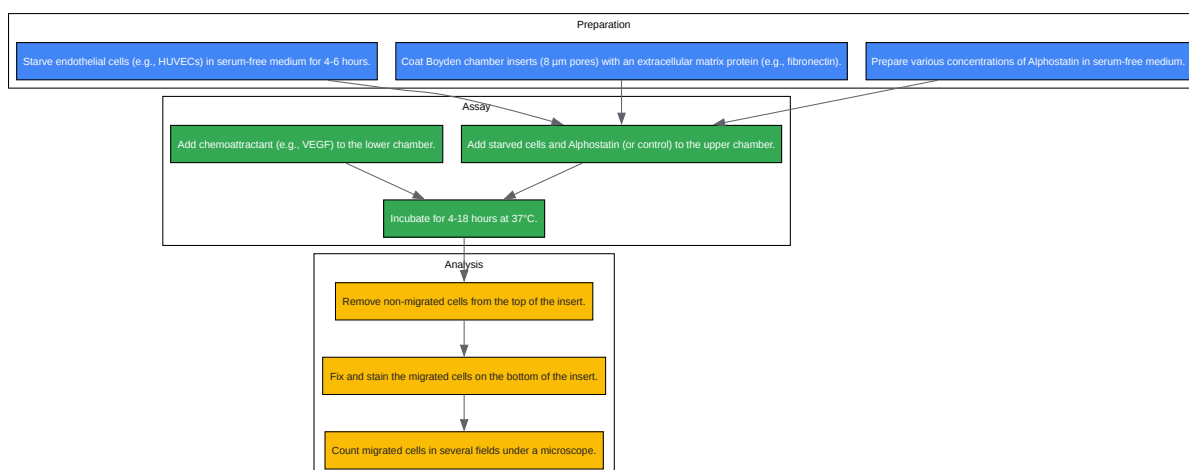 Preparation
Starve endothelial cells (e.g., HUVECs) in serum-free medium for 4-6 hours.
Coat Boyden chamber inserts (8 µm pores) with an extracellular matrix protein (e.g., fibronectin).
Prepare various concentrations of Alphostatin in serum-free medium.
Assay
Add chemoattractant (e.g., VEGF) to the lower chamber.
Add starved cells and Alphostatin (or control) to the upper chamber.
Incubate for 4-18 hours at 37°C.
Analysis
Remove non-migrated cells from the top of the insert.
Fix and stain the migrated cells on the bottom of the insert.
Count migrated cells in several fields under a microscope.